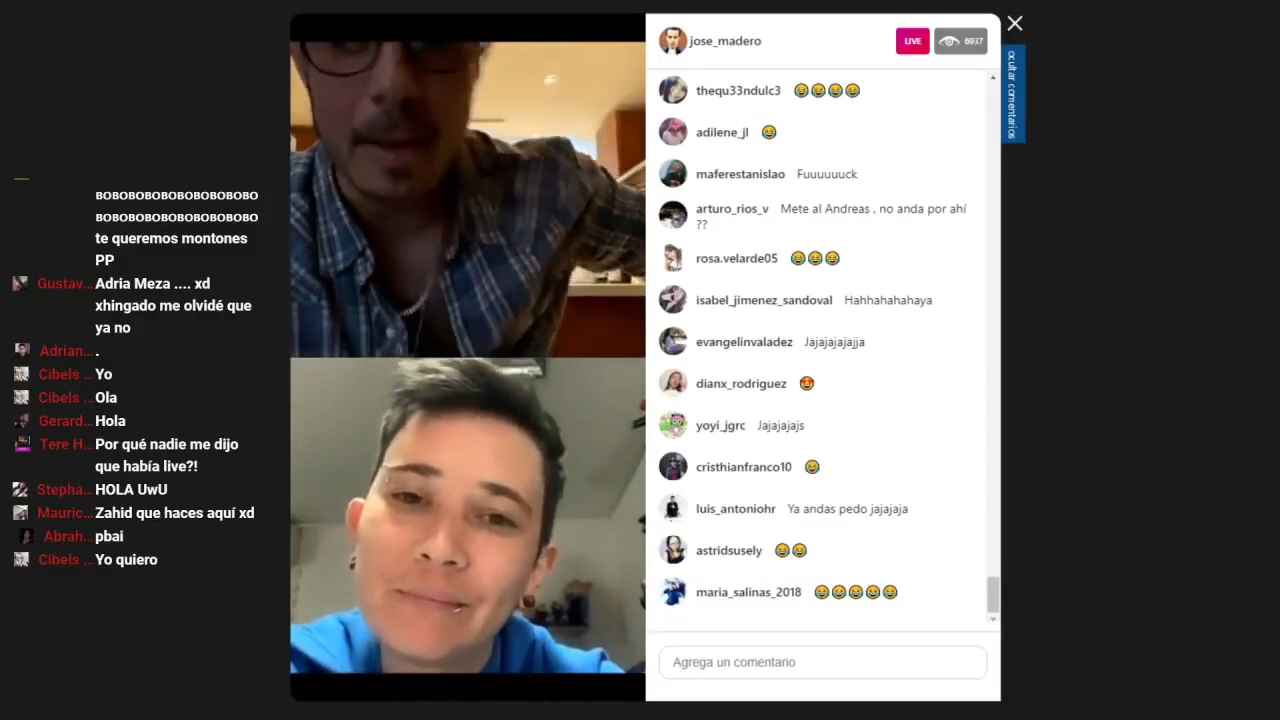 вовововововововово
вовововововововово
te queremos montones
PP
Gustav... Adria Meza .... xd
xhingado me olvidé que
ya no
Adrian... .
Cibels ... Yo
Cibels ... Ola
Gerard... Hola
Tere H... Por qué nadie me dijo
que había live?!
Stepha... HOLA UwU
Mauric... Zahid que haces aquí xd
Abrah... pbai
Cibels ... Yo quiero
jose_madero
LIVE
6937
ocultar comentarios
thequ33ndulc3 😂😂😂😂
adilene_jl 😂
maferestanislao Fuuuuuuck
arturo_rios_v Mete al Andreas , no anda por ahí
??
rosa.velarde05 😂😂😂
isabel_jimenez_sandoval Hahhahahahaya
evangelinvaladez Jajajajajajja
dianx_rodriguez 🤩
yoyi_jgrc Jajajajajs
cristhianfranco10 😂
luis_antoniohr Ya andas pedo jajajaja
astridsusely 😂😂
maria_salinas_2018 😂😂😂😂😂
Agrega un comentario